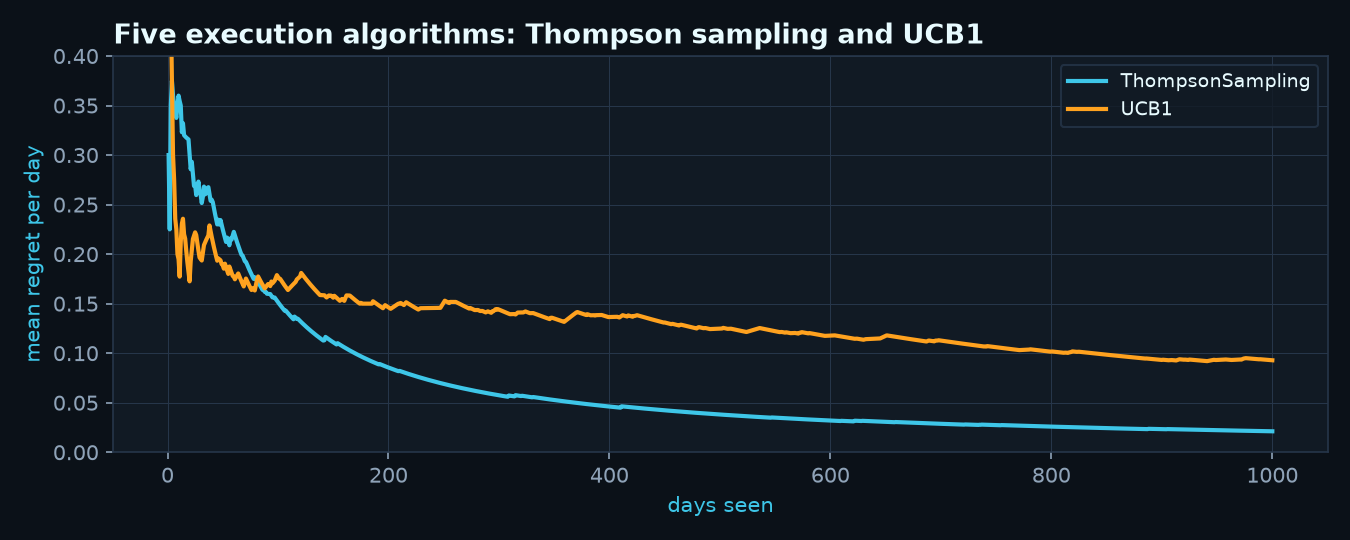 Five execution algorithms: Thompson sampling and UCB1
ThompsonSampling
UCB1
mean regret per day
0.40
0.35
0.30
0.25
0.20
0.15
0.10
0.05
0.00
0 200 400 600 800 1000
days seen